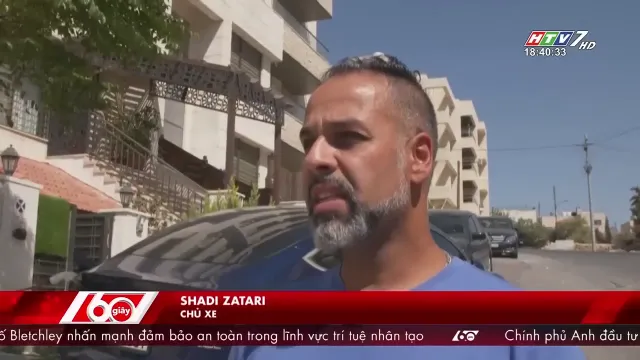 HTV7 HD
18:40:33
60 giây
SHADI ZATARI
CHỦ XE
ố Bletchley nhấn mạnh đảm bảo an toàn trong lĩnh vực trí tuệ nhân tạo 60 Chính phủ Anh đầu tư